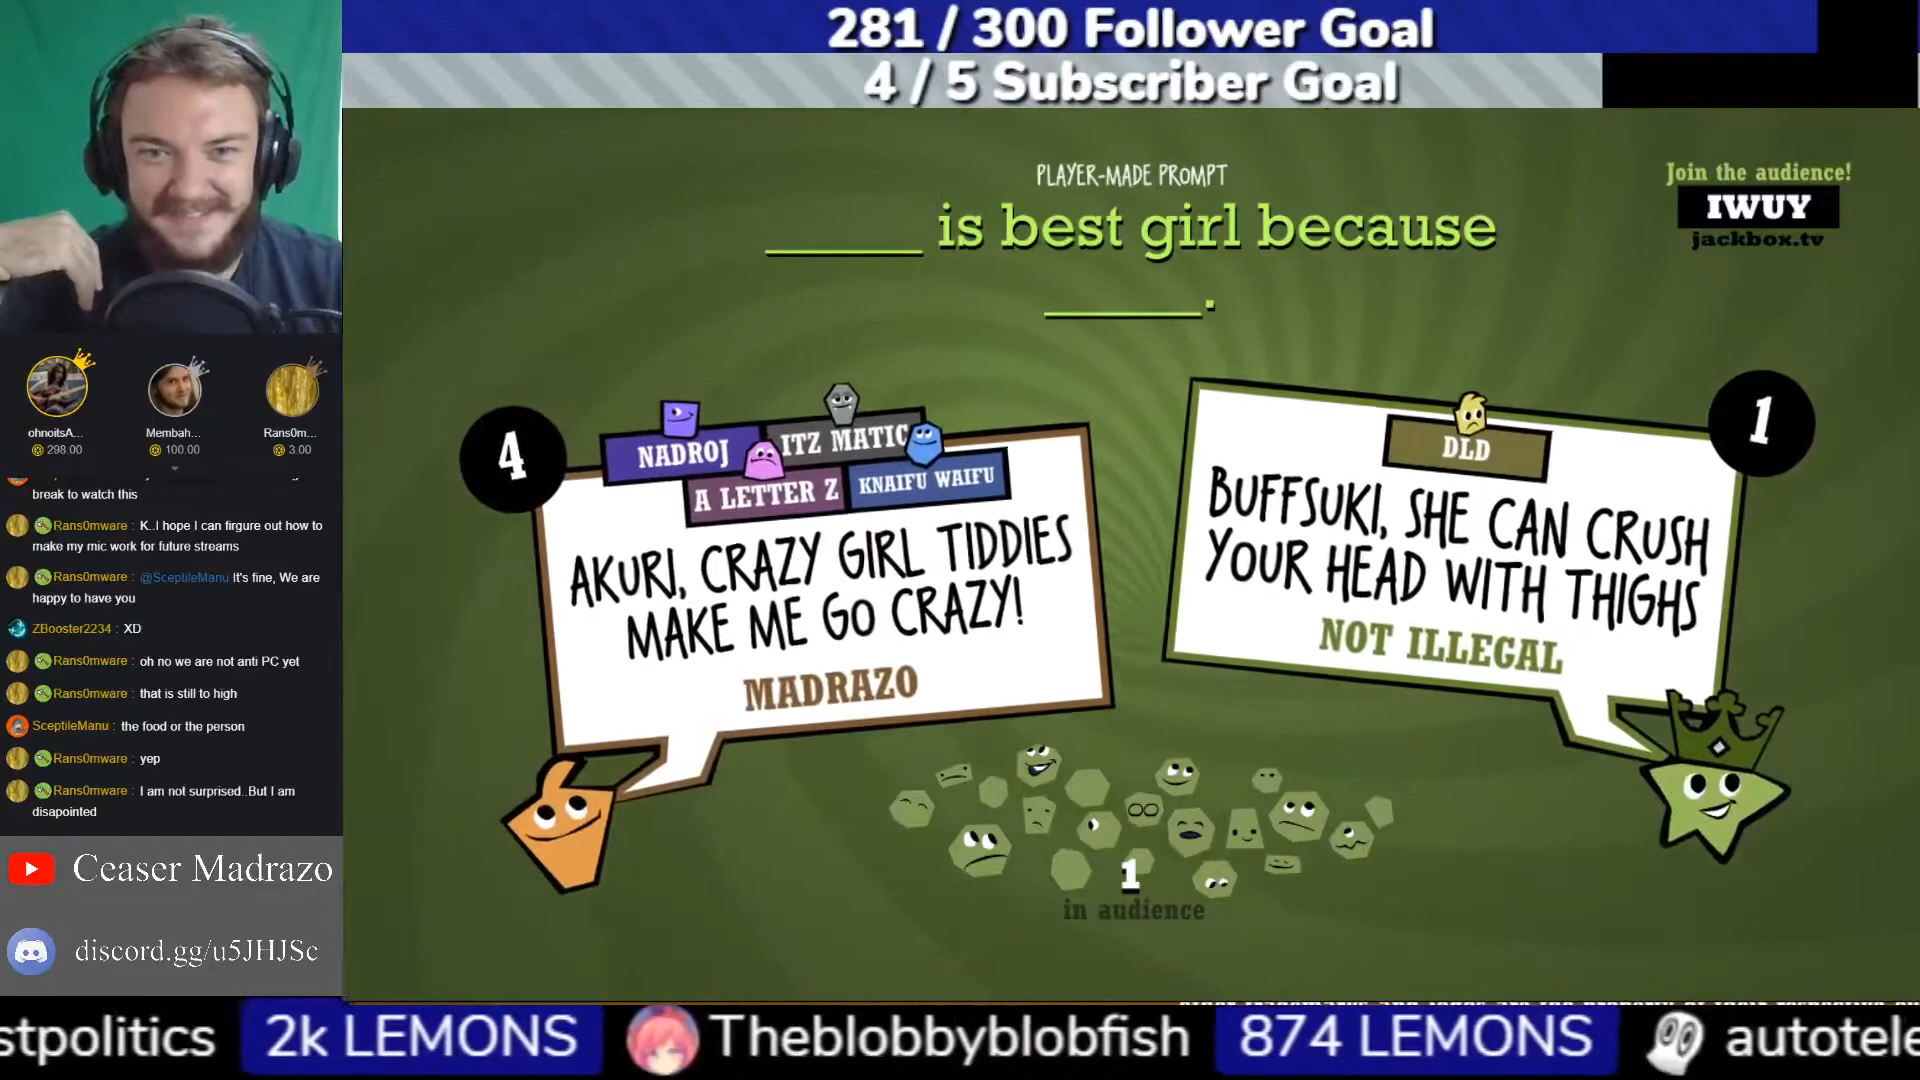 281 / 300 Follower Goal
4 / 5 Subscriber Goal
PLAYER-MADE PROMPT
_____ is best girl because
_____.
Join the audience!
IWUY
jackbox.tv
4
NADROJ
ITZ MATIC
A LETTER Z
KNAIFU WAIFU
AKURI, CRAZY GIRL TIDDIES
MAKE ME GO CRAZY!
MADRAZO
1
DLD
BUFFSUKI, SHE CAN CRUSH
YOUR HEAD WITH THIGHS
NOT ILLEGAL
1
in audience
ohnoitsA...
298.00
Membah...
100.00
Rans0m...
3.00
break to watch this
Rans0mware : K..I hope I can firgure out how to
make my mic work for future streams
Rans0mware : @SceptileManu It's fine, We are
happy to have you
ZBooster2234 : XD
Rans0mware : oh no we are not anti PC yet
Rans0mware : that is still to high
SceptileManu : the food or the person
Rans0mware : yep
Rans0mware : I am not surprised..But I am
disapointed
Ceaser Madrazo
discord.gg/u5JHJSc
stpolitics 2k LEMONS Theblobbyblobfish 874 LEMONS autotele